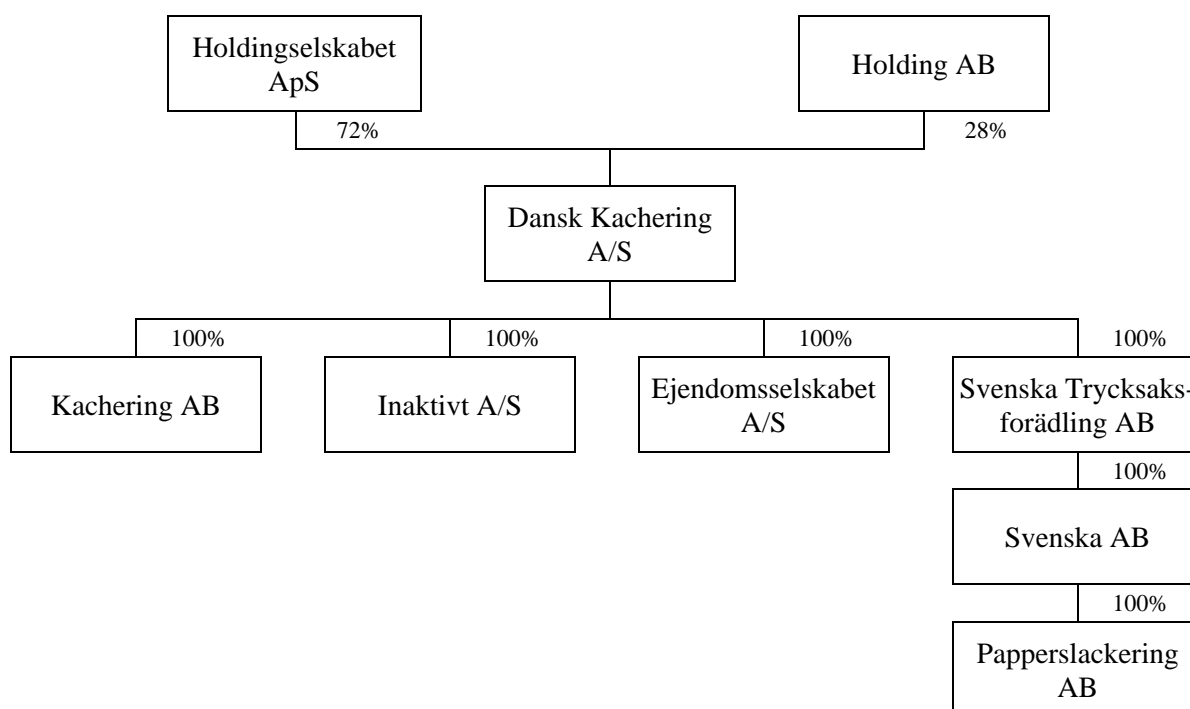 Holdingselskabet
ApS
Holding AB
72%
28%
Dansk Kachering
A/S
100%
100%
100%
100%
Kachering AB
Inaktivt A/S
Ejendomsselskabet
A/S
Svenska Trycksaks-
förädling AB
100%
Svenska AB
100%
Papperslackering
AB